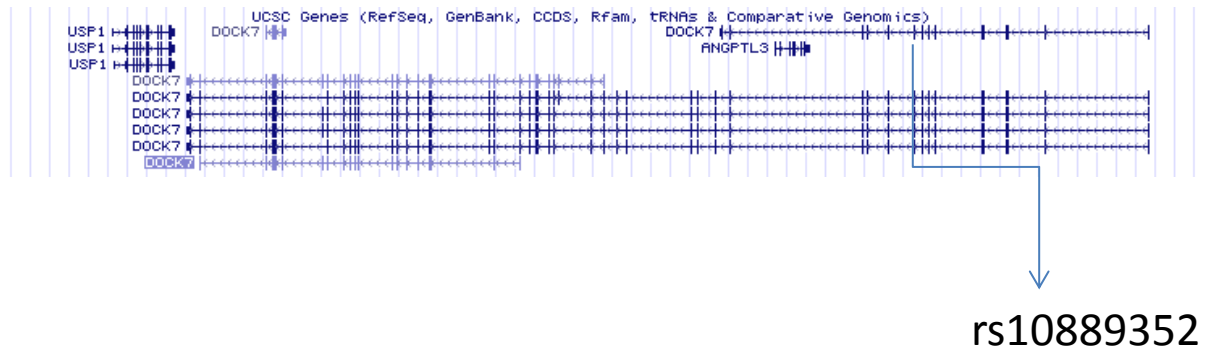 UCSC Genes (RefSeq, GenBank, CCDS, Rfam, tRNAs & Comparative Genomics)
USP1 DOCK7 DOCK7
USP1 ANGPTL3
USP1
DOCK7
DOCK7
DOCK7
DOCK7
DOCK7
DOCK7
rs10889352